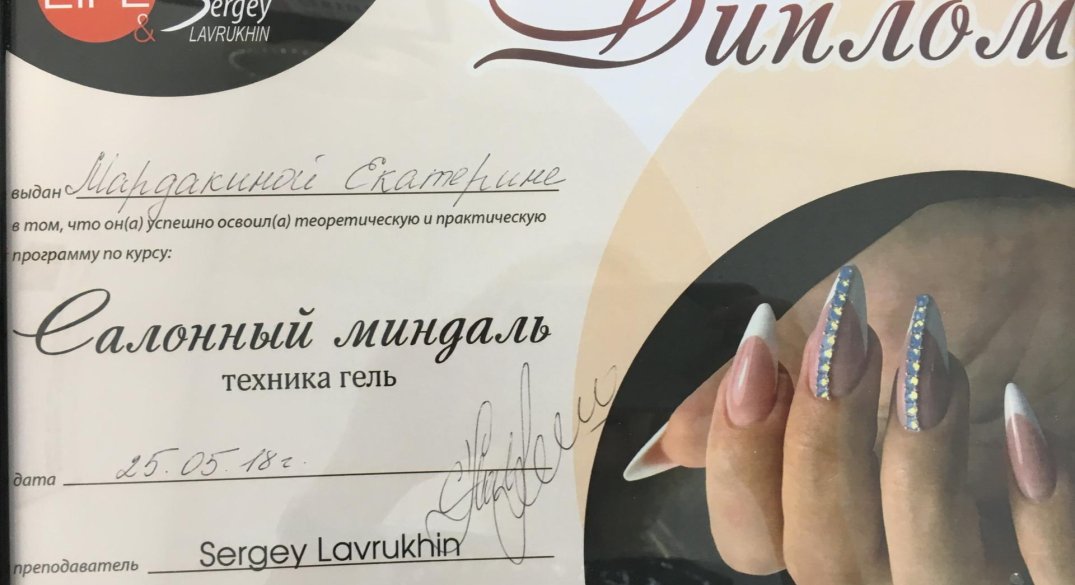 LIFE
& Sergey
LAVRUKHIN
Диплом
выдан Мардакиной Екатерине
в том, что он(а) успешно освоил(а) теоретическую и практическую
программу по курсу:
Салонный миндаль
техника гель
дата 25.05.18г.
преподаватель Sergey Lavrukhin